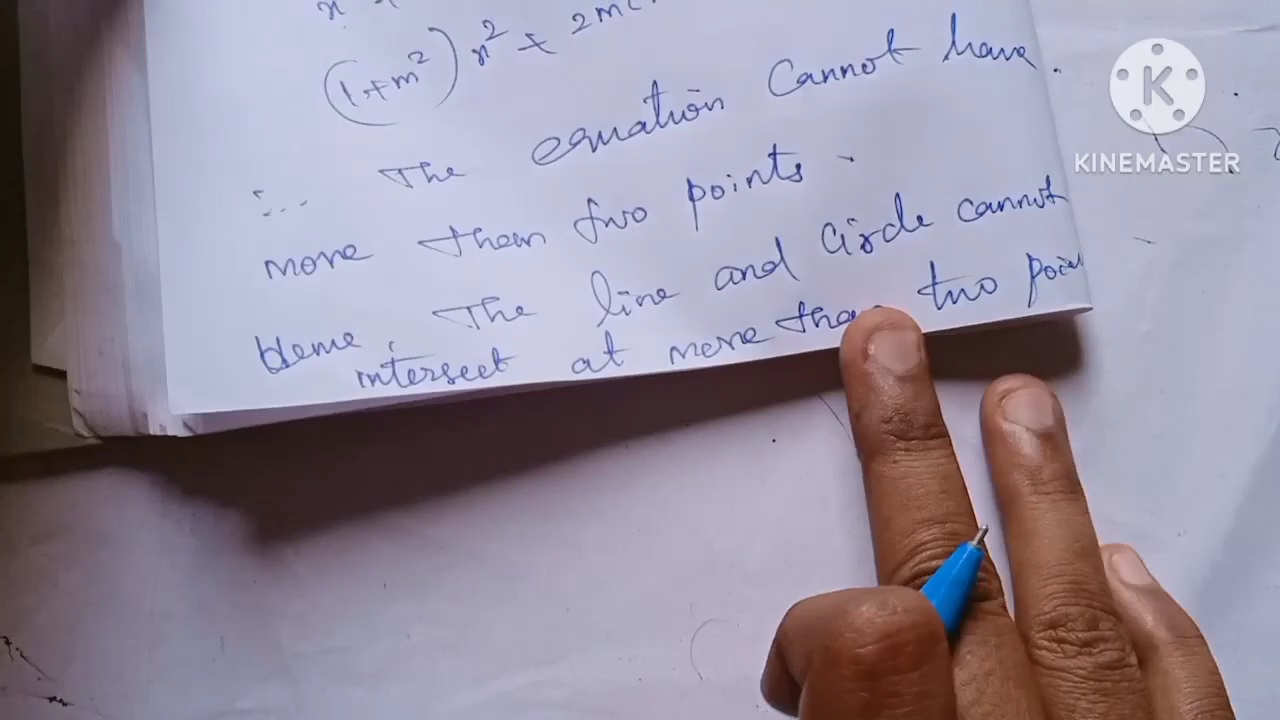 (1+m²)x² + 2mc
∴ The equation cannot have
more than two points.
Hence, The line and circle cannot
intersect at more than two poin
K
KINEMASTER